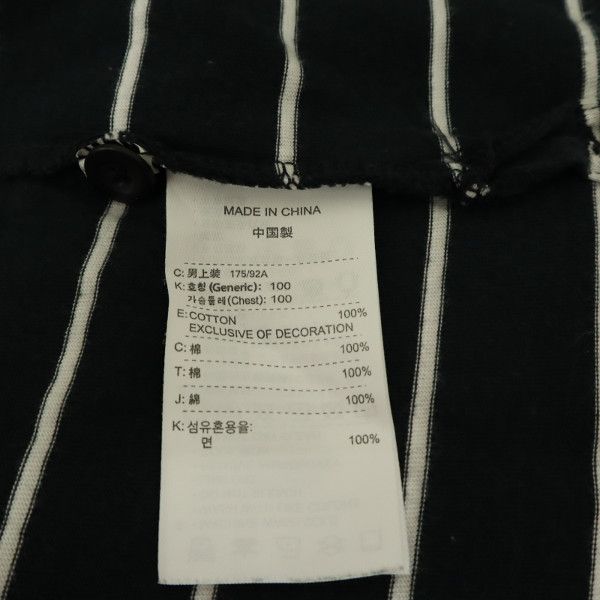 MADE IN CHINA
中国製
C: 男上裝 175/92A
K: 호칭 (Generic): 100
가슴둘레(Chest): 100
E: COTTON 100%
EXCLUSIVE OF DECORATION
C: 棉 100%
T: 棉 100%
J: 綿 100%
K: 섬유혼용율:
면 100%